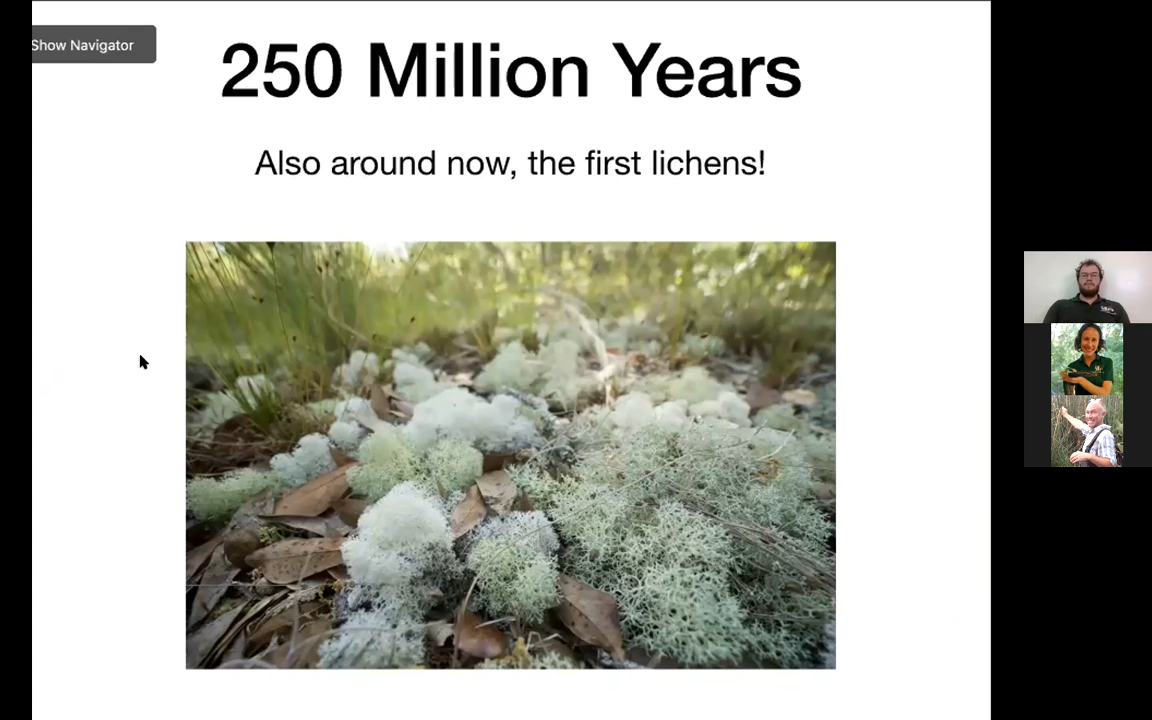 Show Navigator
250 Million Years
Also around now, the first lichens!